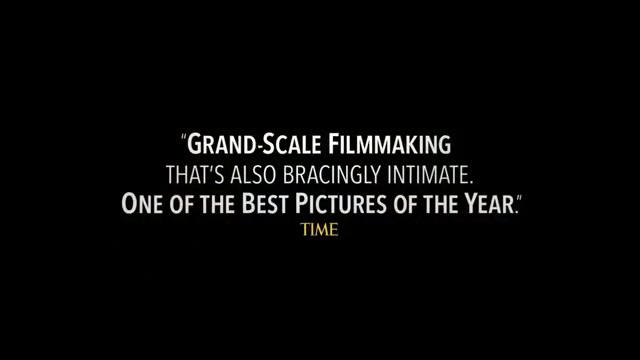 “GRAND-SCALE FILMMAKING
THAT'S ALSO BRACINGLY INTIMATE.
ONE OF THE BEST PICTURES OF THE YEAR.”
TIME